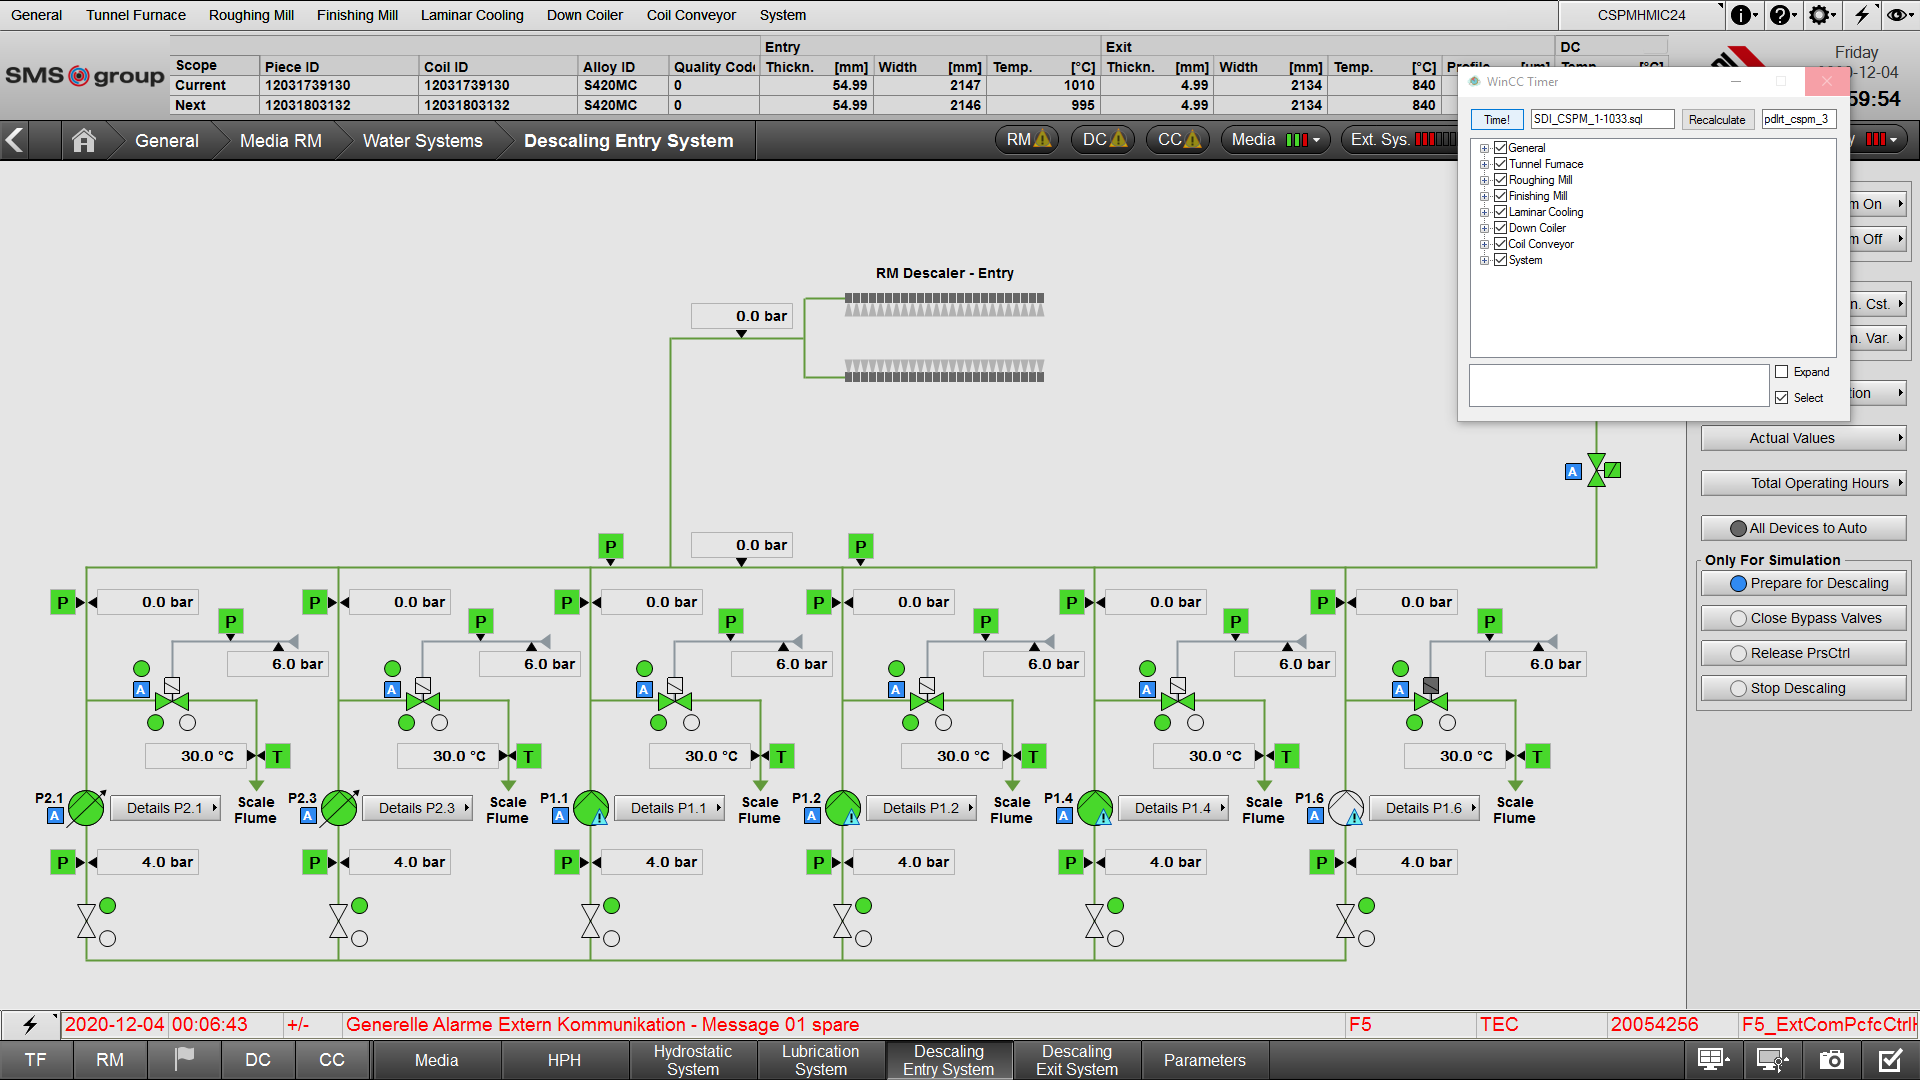 General Tunnel Furnace Roughing Mill Finishing Mill Laminar Cooling Down Coiler Coil Conveyor System CSPMHMIC24
SMS group
Entry Exit DC
Scope Piece ID Coil ID Alloy ID Quality Code Thickn. [mm] Width [mm] Temp. [°C] Thickn. [mm] Width [mm] Temp. [°C]
Current 12031739130 12031739130 S420MC 0 54.99 2147 1010 4.99 2134 840
Next 12031803132 12031803132 S420MC 0 54.99 2146 995 4.99 2134 840
Friday
-12-04
59:54
General Media RM Water Systems Descaling Entry System RM DC CC Media Ext. Sys.
WinCC Timer
Time! SDI_CSPM_1-1033.sql Recalculate pdlrt_cspm_3
General
Tunnel Furnace
Roughing Mill
Finishing Mill
Laminar Cooling
Down Coiler
Coil Conveyor
System
Expand
Select
m On
m Off
n. Cst.
n. Var.
tion
Actual Values
Total Operating Hours
All Devices to Auto
Only For Simulation
Prepare for Descaling
Close Bypass Valves
Release PrsCtrl
Stop Descaling
RM Descaler - Entry
0.0 bar
A
P 0.0 bar P
P 0.0 bar P 0.0 bar P 0.0 bar P 0.0 bar P 0.0 bar P 0.0 bar
P P P P P P
6.0 bar 6.0 bar 6.0 bar 6.0 bar 6.0 bar 6.0 bar
A A A A A A
30.0 °C T 30.0 °C T 30.0 °C T 30.0 °C T 30.0 °C T 30.0 °C T
P2.1 A Details P2.1 Scale Flume
P2.3 A Details P2.3 Scale Flume
P1.1 A Details P1.1 Scale Flume
P1.2 A Details P1.2 Scale Flume
P1.4 A Details P1.4 Scale Flume
P1.6 A Details P1.6 Scale Flume
P 4.0 bar P 4.0 bar P 4.0 bar P 4.0 bar P 4.0 bar P 4.0 bar
2020-12-04 00:06:43 +/- Generelle Alarme Extern Kommunikation - Message 01 spare F5 TEC 20054256 F5_ExtComPcfcCtrl
TF RM DC CC Media HPH Hydrostatic System Lubrication System Descaling Entry System Descaling Exit System Parameters